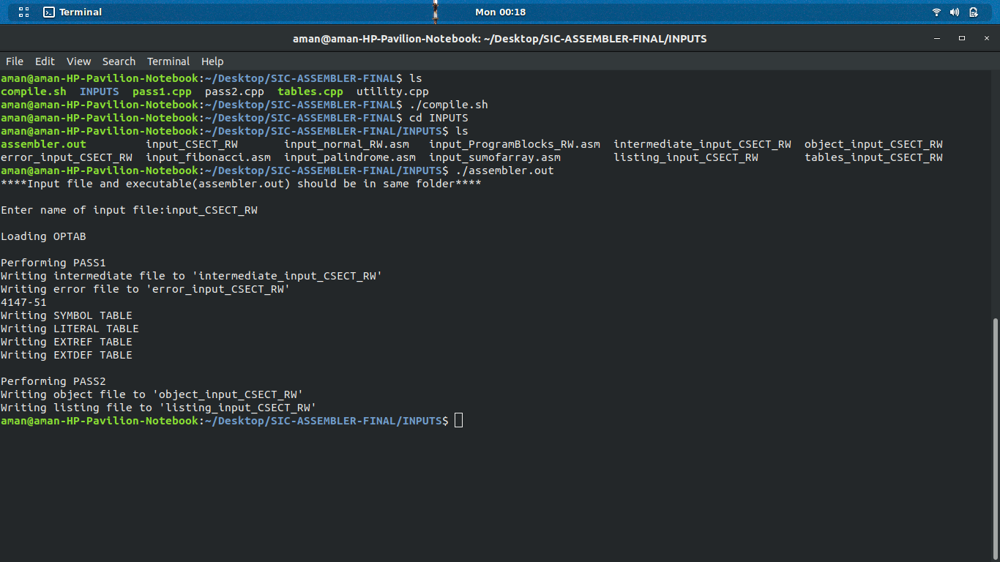 Terminal
Mon 00:18
aman@aman-HP-Pavilion-Notebook: ~/Desktop/SIC-ASSEMBLER-FINAL/INPUTS
File Edit View Search Terminal Help
aman@aman-HP-Pavilion-Notebook:~/Desktop/SIC-ASSEMBLER-FINAL$ ls
compile.sh INPUTS pass1.cpp pass2.cpp tables.cpp utility.cpp
aman@aman-HP-Pavilion-Notebook:~/Desktop/SIC-ASSEMBLER-FINAL$ ./compile.sh
aman@aman-HP-Pavilion-Notebook:~/Desktop/SIC-ASSEMBLER-FINAL$ cd INPUTS
aman@aman-HP-Pavilion-Notebook:~/Desktop/SIC-ASSEMBLER-FINAL/INPUTS$ ls
assembler.out input_CSECT_RW input_normal_RW.asm input_ProgramBlocks_RW.asm intermediate_input_CSECT_RW object_input_CSECT_RW
error_input_CSECT_RW input_fibonacci.asm input_palindrome.asm input_sumofarray.asm listing_input_CSECT_RW tables_input_CSECT_RW
aman@aman-HP-Pavilion-Notebook:~/Desktop/SIC-ASSEMBLER-FINAL/INPUTS$ ./assembler.out
****Input file and executable(assembler.out) should be in same folder****
Enter name of input file:input_CSECT_RW
Loading OPTAB
Performing PASS1
Writing intermediate file to 'intermediate_input_CSECT_RW'
Writing error file to 'error_input_CSECT_RW'
4147-51
Writing SYMBOL TABLE
Writing LITERAL TABLE
Writing EXTREF TABLE
Writing EXTDEF TABLE
Performing PASS2
Writing object file to 'object_input_CSECT_RW'
Writing listing file to 'listing_input_CSECT_RW'
aman@aman-HP-Pavilion-Notebook:~/Desktop/SIC-ASSEMBLER-FINAL/INPUTS$